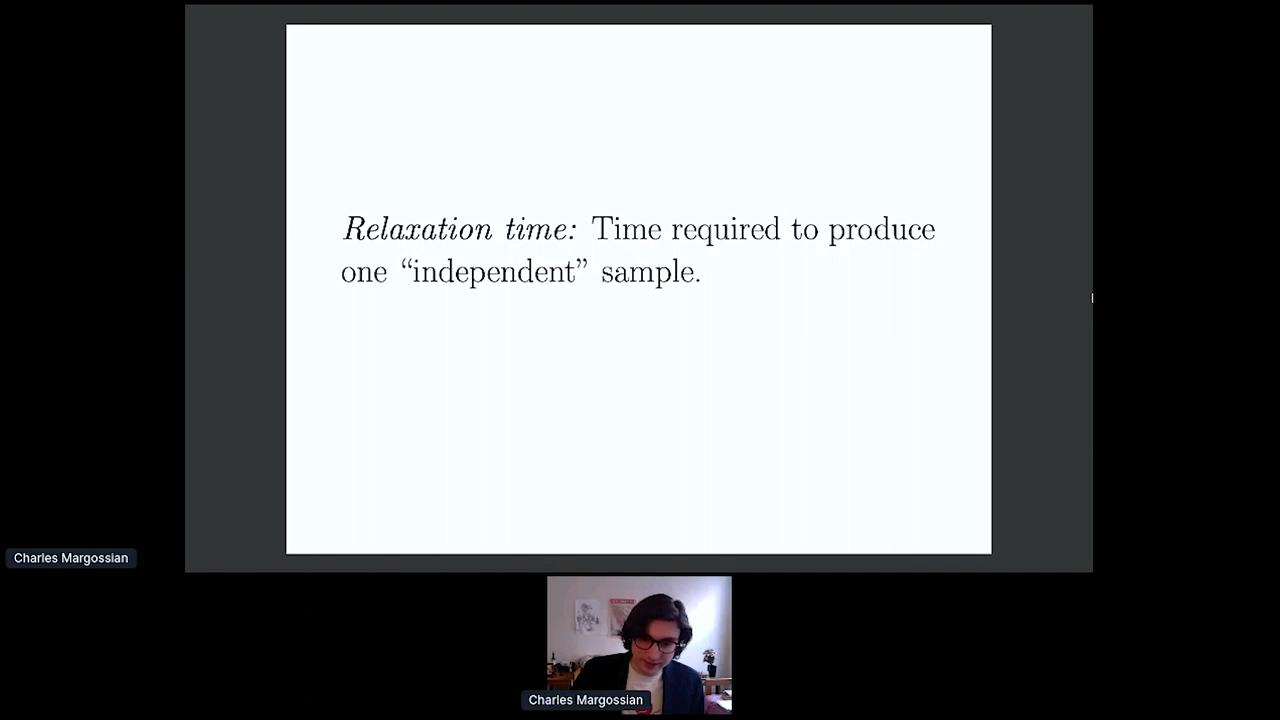 Relaxation time: Time required to produce
one “independent” sample.
Charles Margossian
Charles Margossian